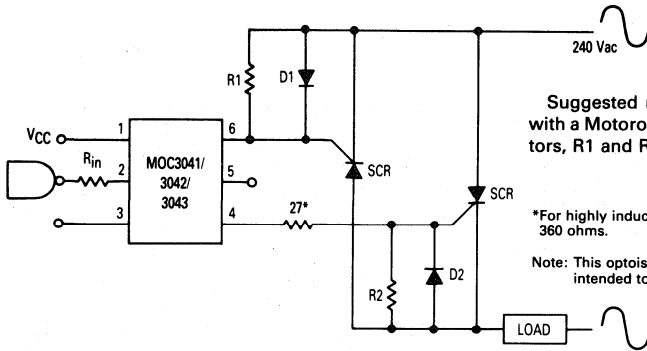 240 Vac
R1
D1
VCC
1
6
Rin
2
MOC3041/
3042/
3043
5
3
4
SCR
SCR
27*
R2
D2
LOAD
Suggested
with a Motoro
tors, R1 and R
*For highly induc
360 ohms.
Note: This optois
intended to